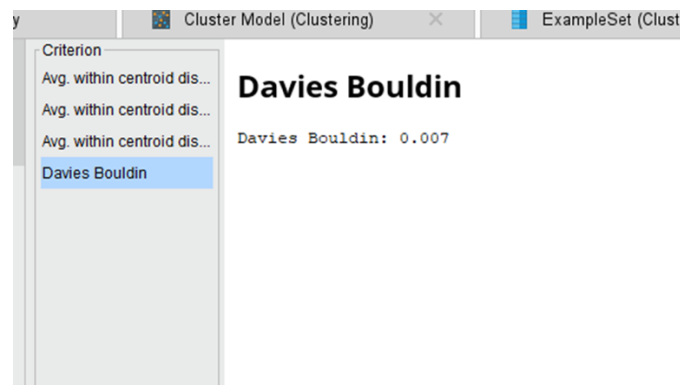 y
Cluster Model (Clustering)
ExampleSet (Clust
Criterion
Avg. within centroid dis...
Avg. within centroid dis...
Avg. within centroid dis...
Davies Bouldin
Davies Bouldin
Davies Bouldin: 0.007